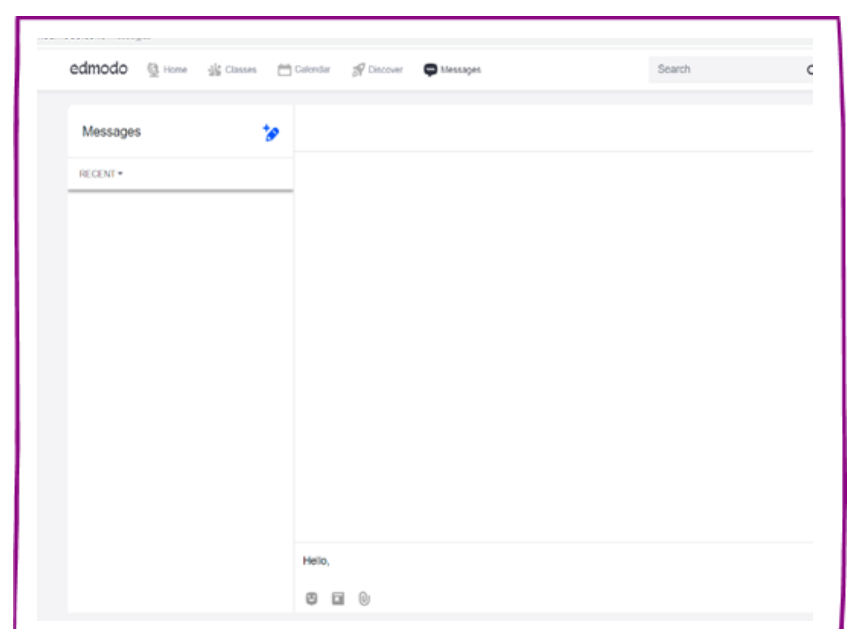 edmodo Home Classes Calendar Discover Messages Search
Messages
RECENT
Hello,